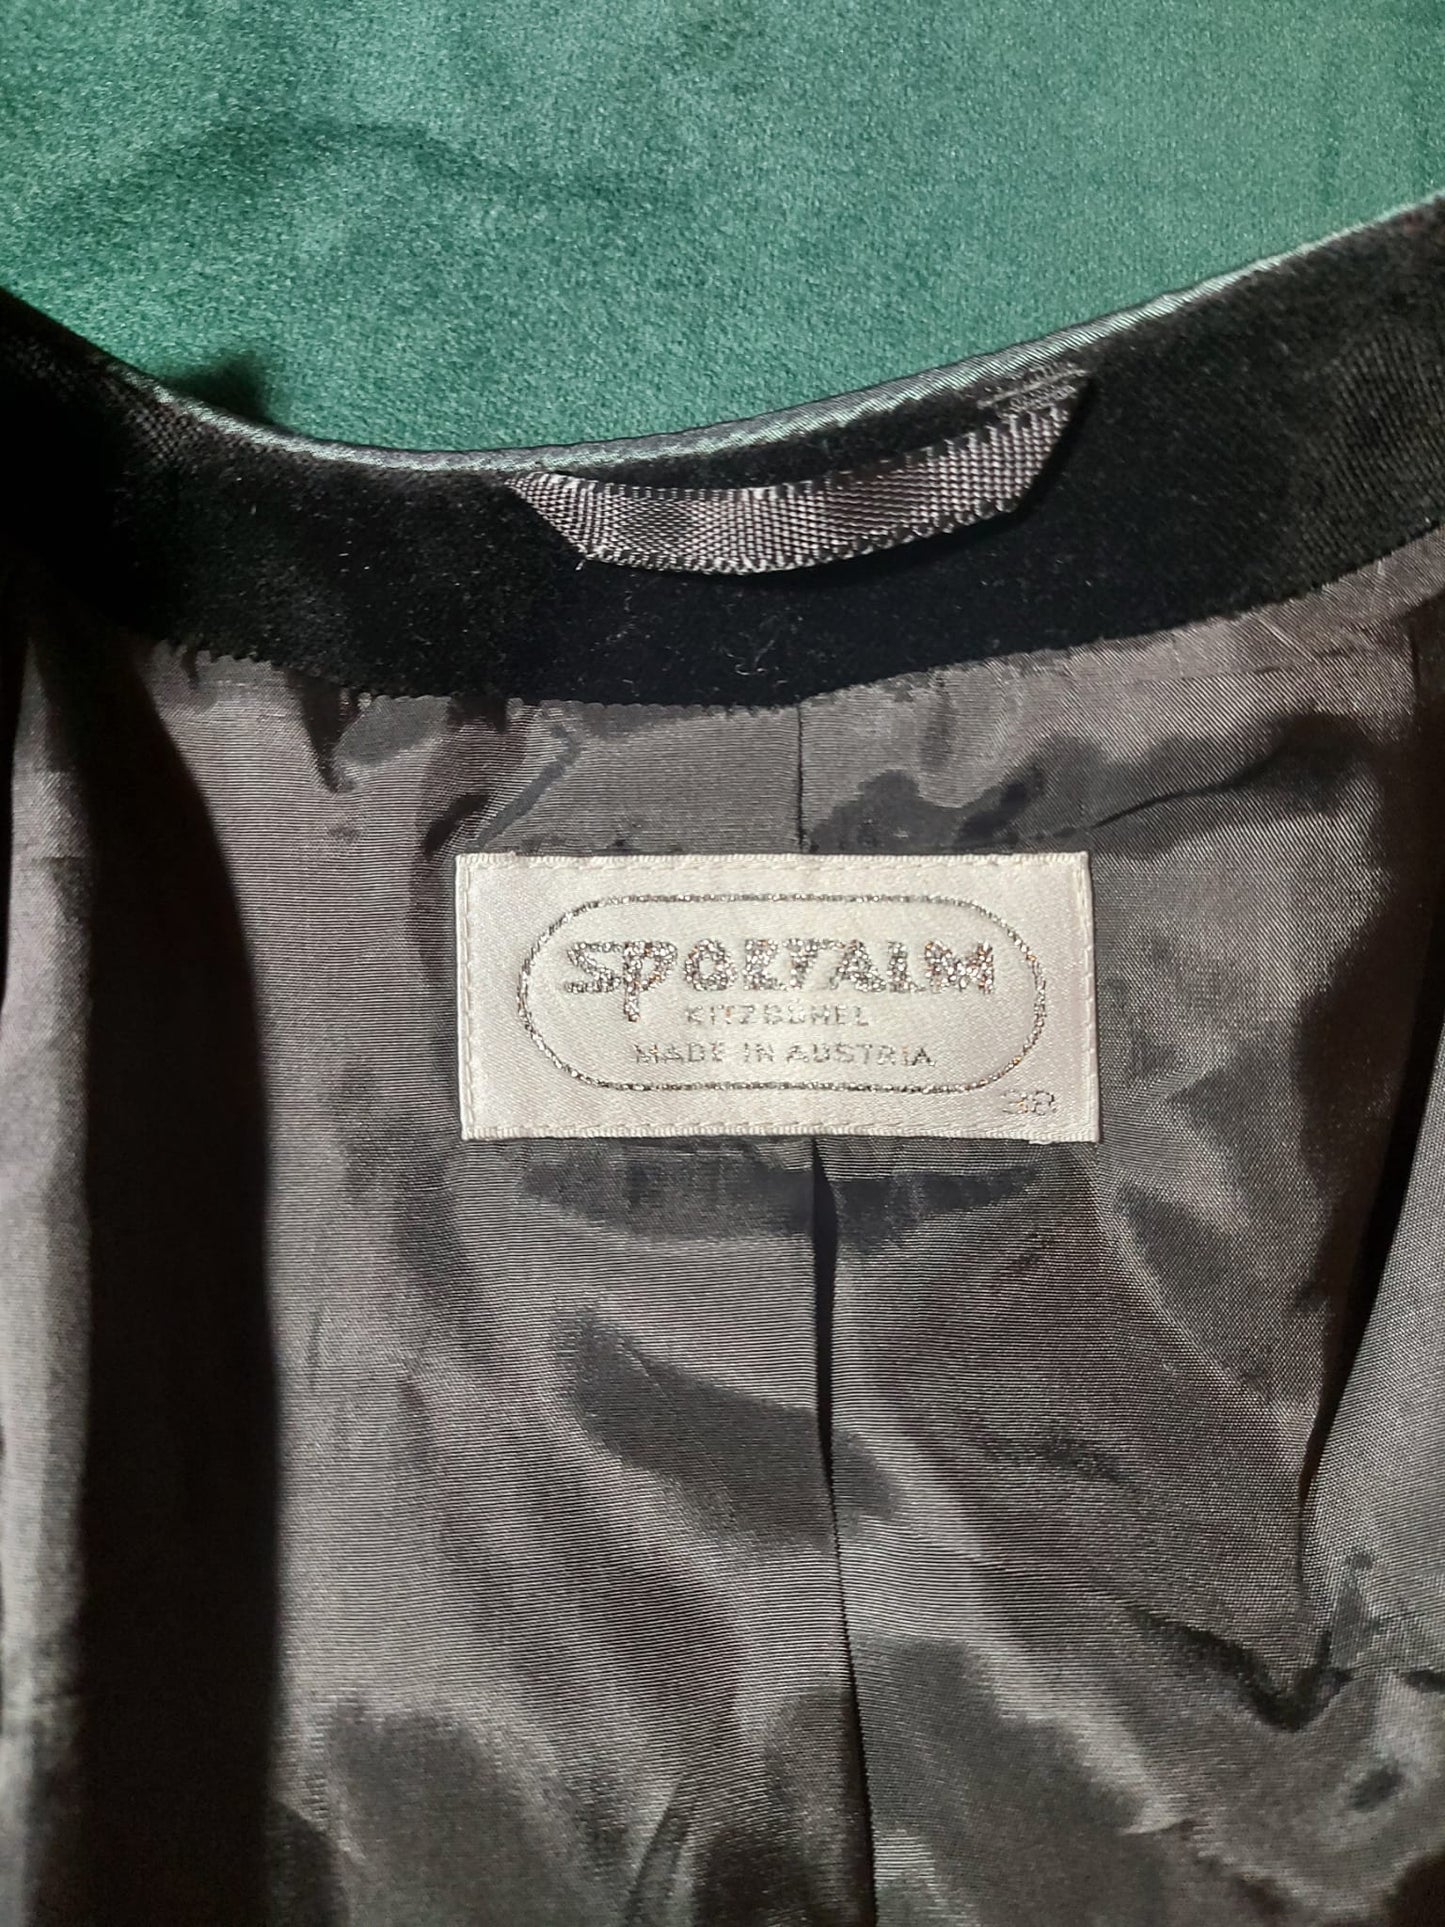 SPORTALM
KITZBÜHEL
MADE IN AUSTRIA
38